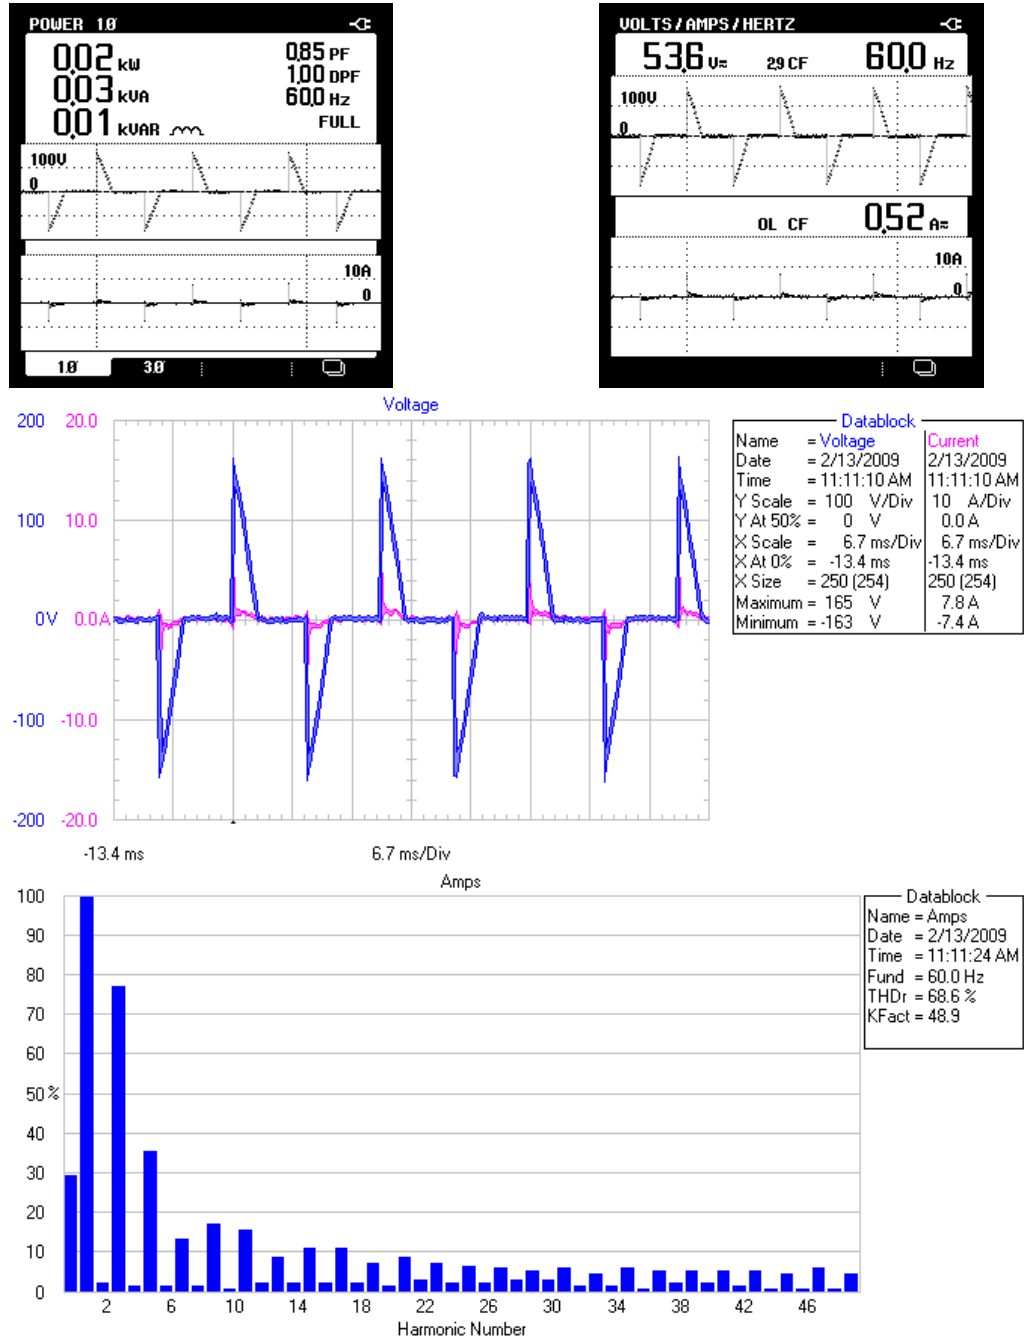 POWER 1.0
0.02 kW
0.85 PF
1.00 DPF
0.03 kVA
60.0 Hz
0.01 kVAR
FULL
100V
0
10A
0
1.0
3.0
VOLTS/AMPS/HERTZ
53.6 V≂ 2.9 CF 60.0 Hz
100V
0
OL CF 0.52 A≂
10A
0
Voltage
200 20.0
100 10.0
0V 0.0A
-100 -10.0
-200 -20.0
-13.4 ms 6.7 ms/Div
Datablock
Name = Voltage Current
Date = 2/13/2009 2/13/2009
Time = 11:11:10 AM 11:11:10 AM
Y Scale = 100 V/Div 10 A/Div
Y At 50% = 0 V 0.0 A
X Scale = 6.7 ms/Div 6.7 ms/Div
X At 0% = -13.4 ms -13.4 ms
X Size = 250 (254) 250 (254)
Maximum = 165 V 7.8 A
Minimum = -163 V -7.4 A
Amps
100
90
80
70
60
50 %
40
30
20
10
0
2 6 10 14 18 22 26 30 34 38 42 46
Harmonic Number
Datablock
Name = Amps
Date = 2/13/2009
Time = 11:11:24 AM
Fund = 60.0 Hz
THDr = 68.6 %
KFact = 48.9